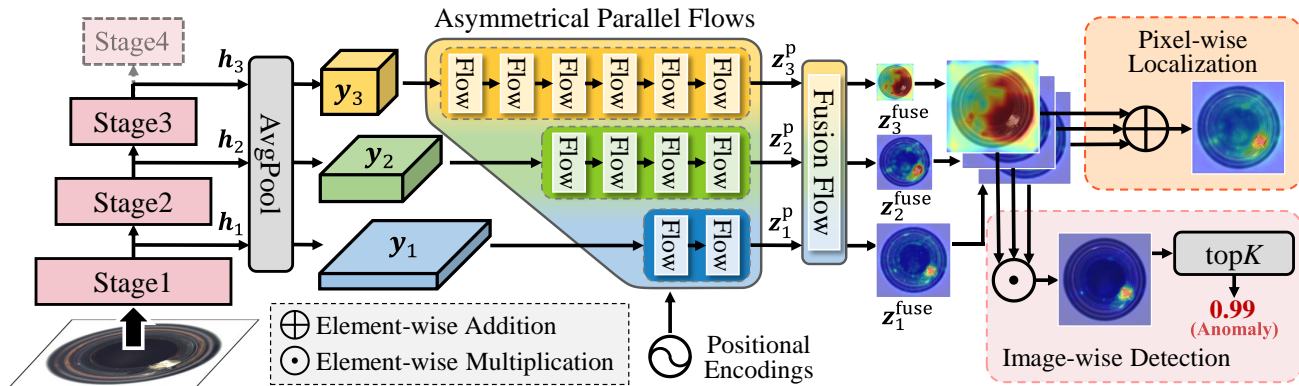 Asymmetrical Parallel Flows
Stage4
Stage3
Stage2
Stage1
h₃
h₂
h₁
AvgPool
y₃
y₂
y₁
Flow Flow Flow Flow Flow Flow
Flow Flow Flow Flow
Flow Flow
z₃ᵖ
z₂ᵖ
z₁ᵖ
Fusion Flow
z₃ᶠᵘˢᵉ
z₂ᶠᵘˢᵉ
z₁ᶠᵘˢᵉ
Pixel-wise
Localization
topK
0.99
(Anomaly)
Image-wise Detection
Element-wise Addition
Element-wise Multiplication
Positional
Encodings